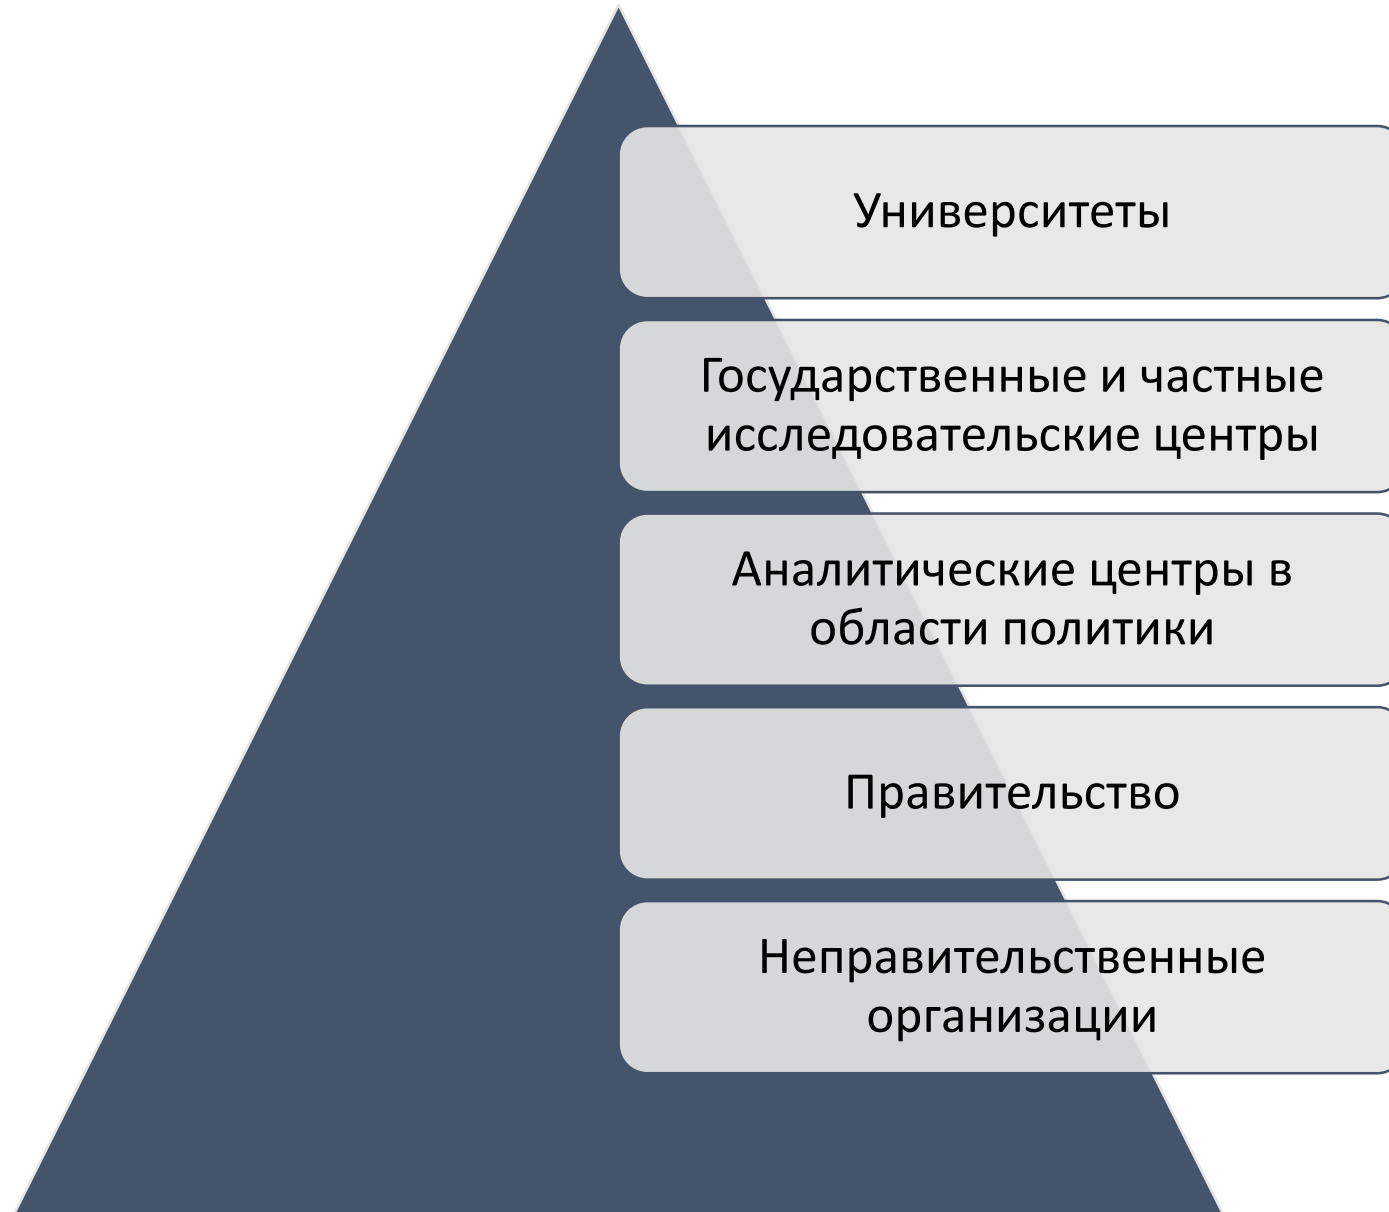 Университеты
Государственные и частные
исследовательские центры
Аналитические центры в
области политики
Правительство
Неправительственные
организации